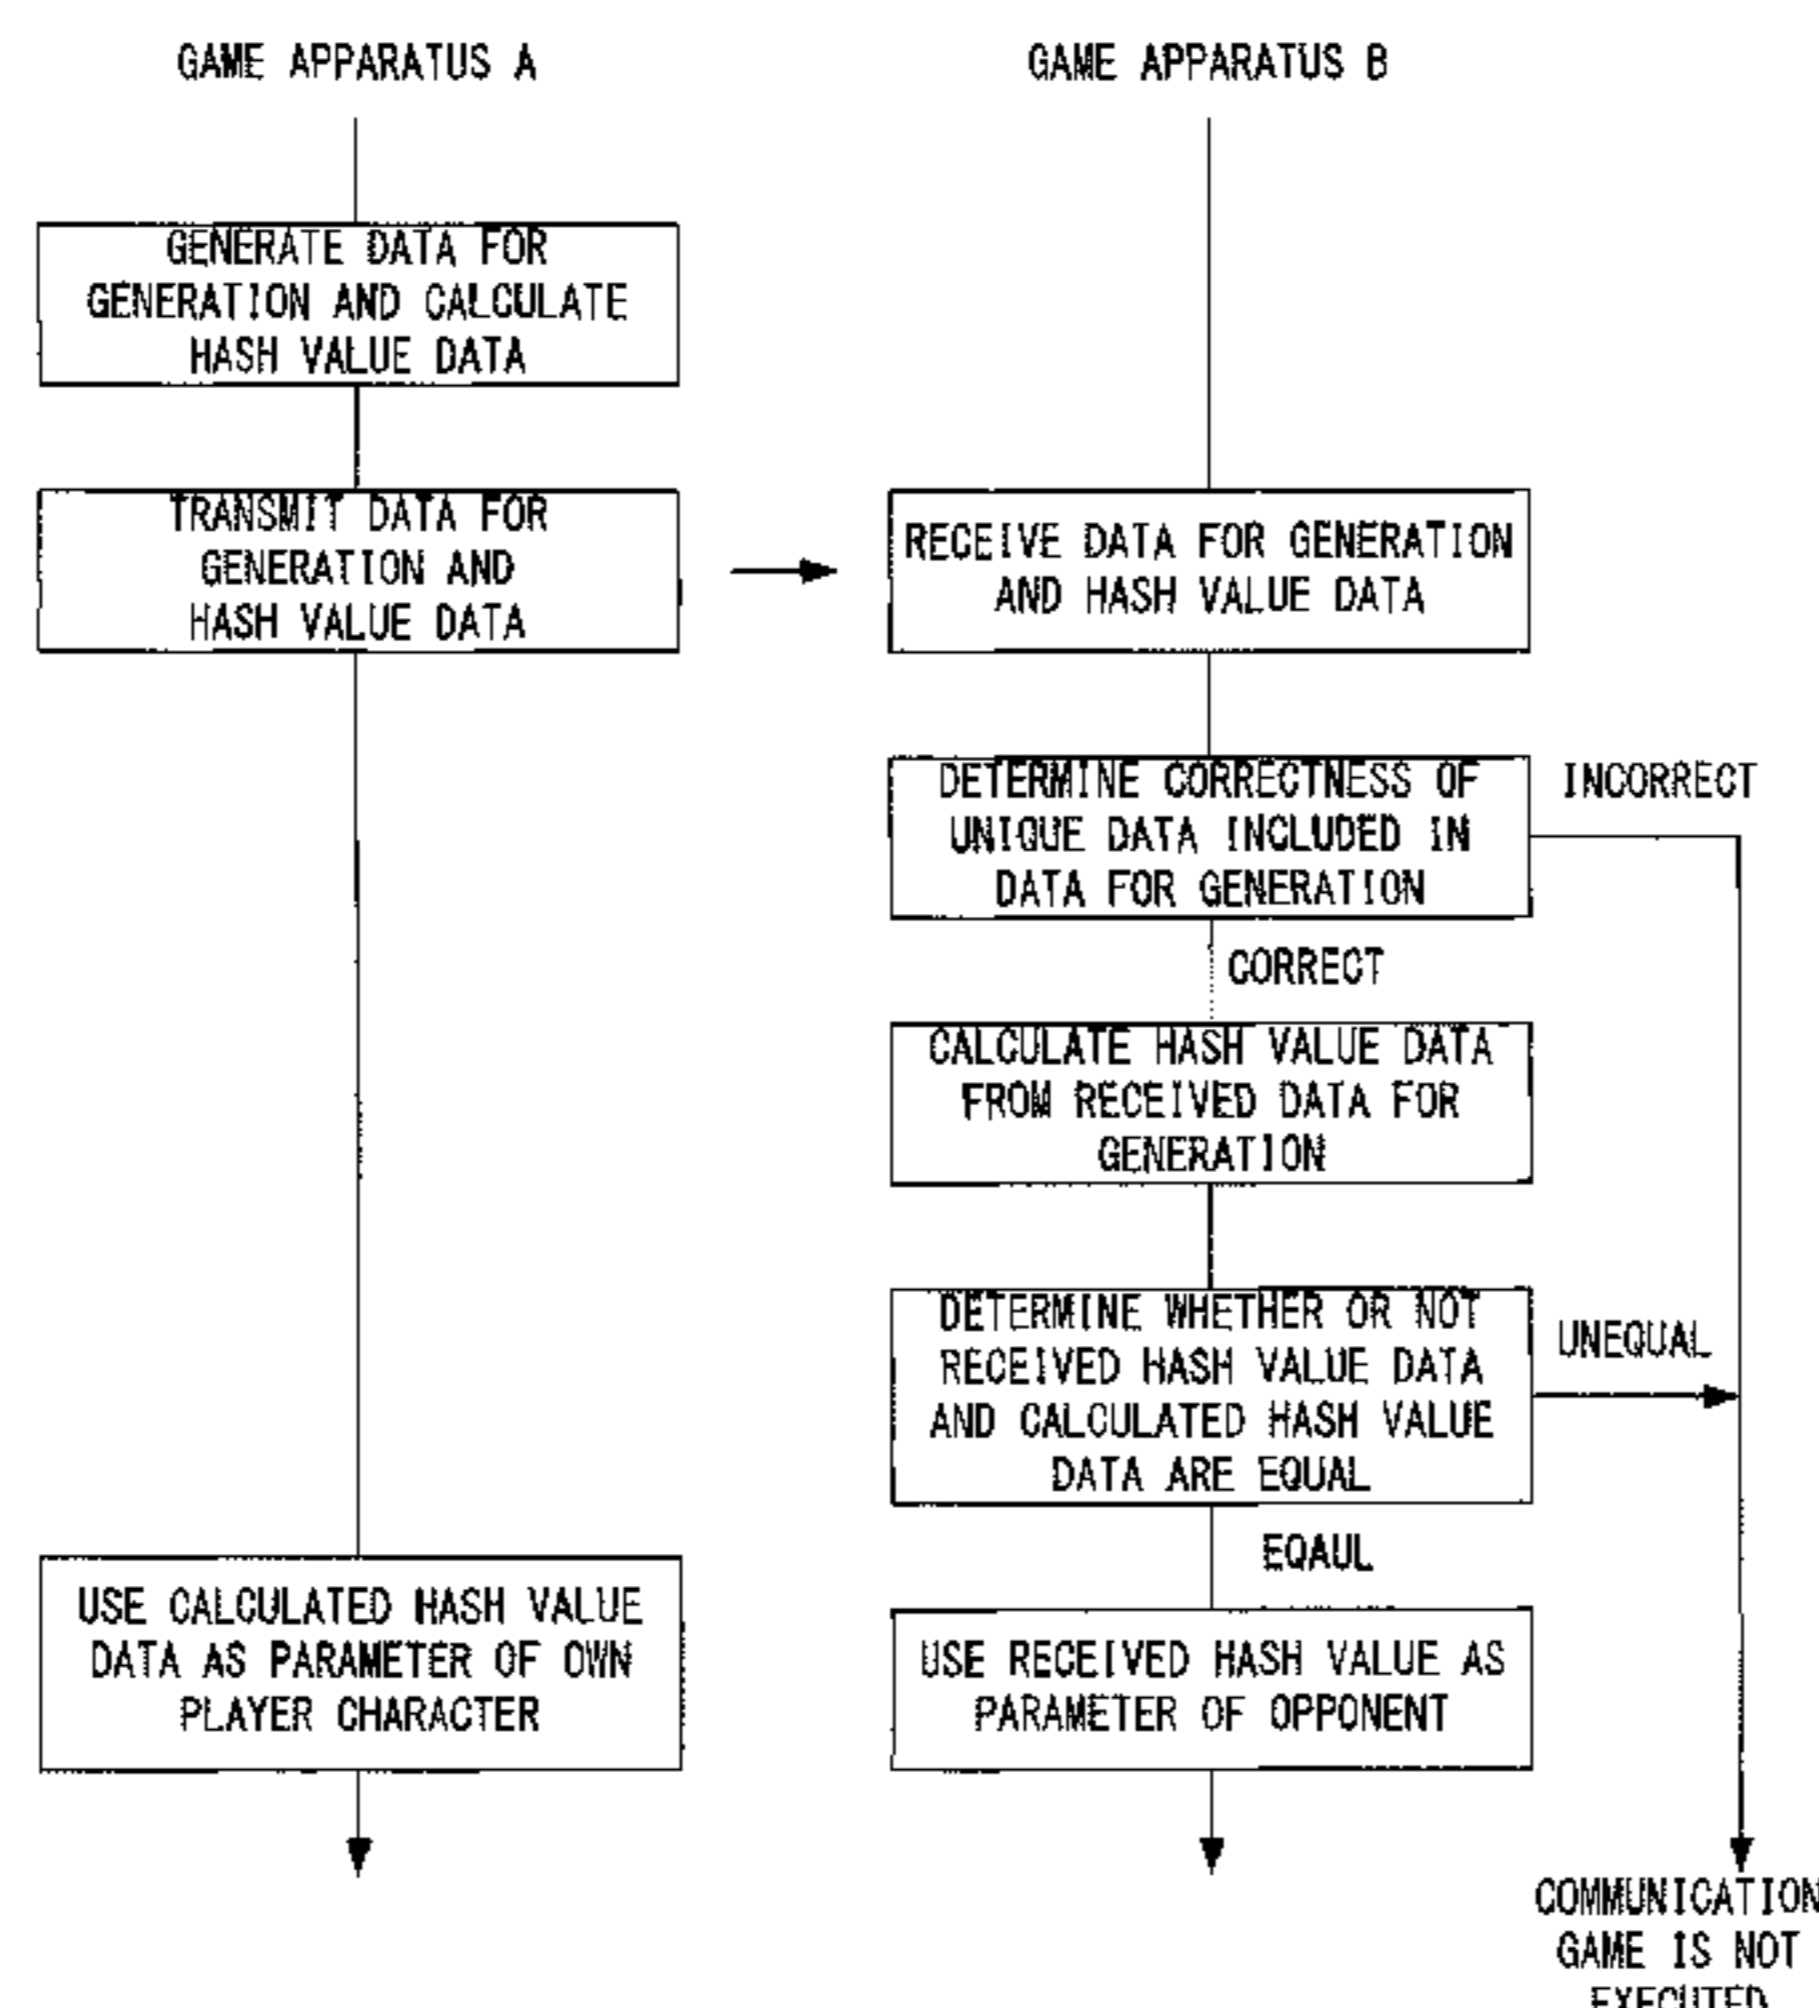 GAME APPARATUS A
GAME APPARATUS B
GENERATE DATA FOR
GENERATION AND CALCULATE
HASH VALUE DATA
TRANSMIT DATA FOR
GENERATION AND
HASH VALUE DATA
RECEIVE DATA FOR GENERATION
AND HASH VALUE DATA
DETERMINE CORRECTNESS OF
UNIQUE DATA INCLUDED IN
DATA FOR GENERATION
INCORRECT
CORRECT
CALCULATE HASH VALUE DATA
FROM RECEIVED DATA FOR
GENERATION
DETERMINE WHETHER OR NOT
RECEIVED HASH VALUE DATA
AND CALCULATED HASH VALUE
DATA ARE EQUAL
UNEQUAL
EQAUL
USE CALCULATED HASH VALUE
DATA AS PARAMETER OF OWN
PLAYER CHARACTER
USE RECEIVED HASH VALUE AS
PARAMETER OF OPPONENT
COMMUNICATION
GAME IS NOT
EXECUTED